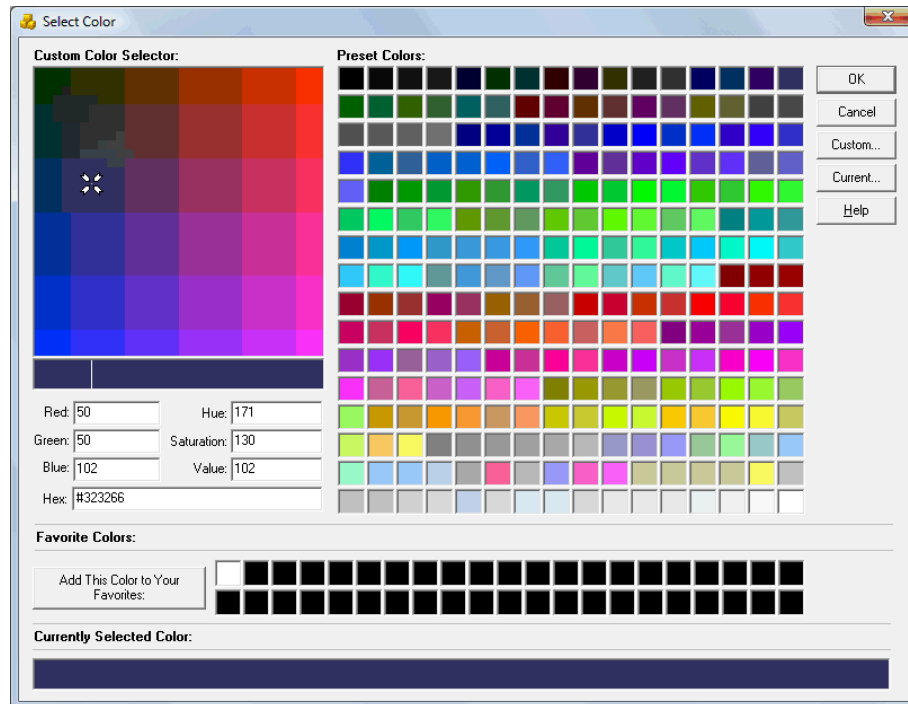 Select Color
Custom Color Selector:
Preset Colors:
OK
Cancel
Custom...
Current...
Help
Red: 50
Hue: 171
Green: 50
Saturation: 130
Blue: 102
Value: 102
Hex: #323266
Favorite Colors:
Add This Color to Your
Favorites:
Currently Selected Color: